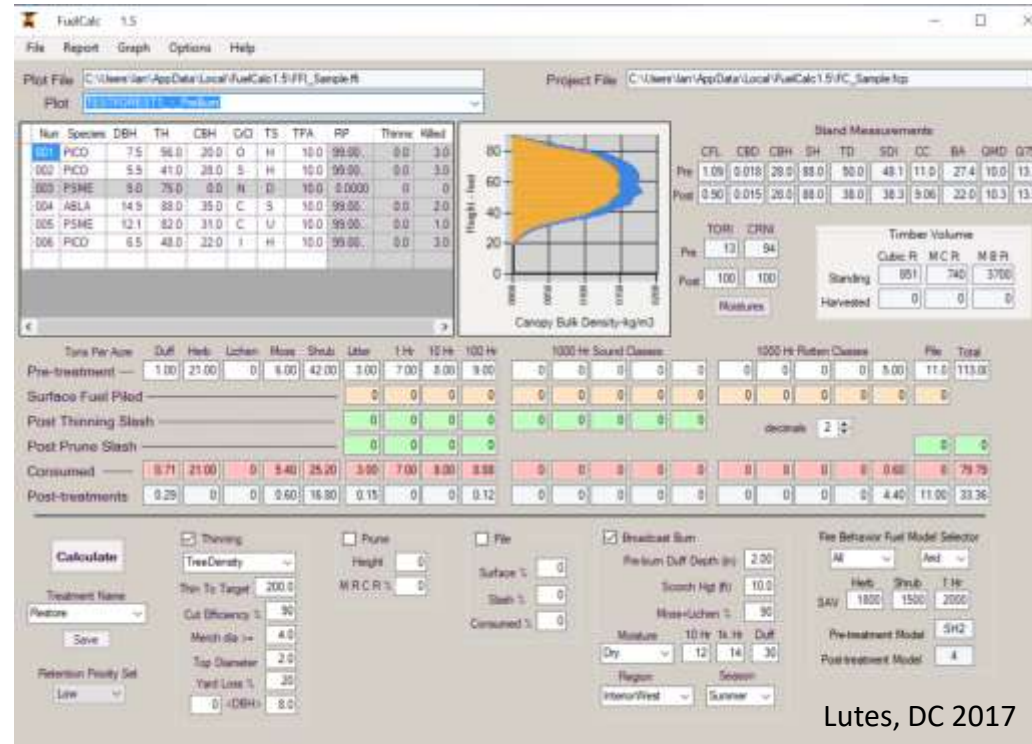 FuelCalc 1.5
File Report Graph Options Help
Plot File
Project File
Plot
Num Species DBH TH CBH C/O TS TPA RP Thinne Killed
001 PICO 7.5 56.0 20.0 O H 10.0 99.00.. 0.0 3.0
002 PICO 5.5 41.0 28.0 S H 10.0 99.00.. 0.0 3.0
003 PSME 9.0 75.0 0.0 N D 10.0 0.0000 0 0
004 ABLA 14.9 88.0 35.0 C S 10.0 99.00.. 0.0 2.0
005 PSME 12.1 82.0 31.0 C U 10.0 99.00.. 0.0 1.0
006 PICO 6.5 48.0 22.0 I H 10.0 99.00.. 0.0 3.0
80
60
40
20
0
Height - feet
Canopy Bulk Density-kg/m3
Stand Measurements
CFL CBD CBH SH TD SDI CC BA QMD
Pre 1.09 0.018 28.0 88.0 50.0 48.1 11.0 27.4 10.0
Post 0.90 0.015 28.0 88.0 38.0 38.3 9.06 22.0 10.3
TORI CRNI
Pre 13 94
Post 100 100
Moistures
Timber Volume
Cubic Ft M C Ft M B Ft
Standing 851 740 3700
Harvested 0 0 0
Tons Per Acre Duff Herb Lichen Moss Shrub Litter 1 Hr 10 Hr 100 Hr 1000 Hr Sound Classes 1000 Hr Rotten Classes Pile Total
Pre-treatment 1.00 21.00 0 6.00 42.00 3.00 7.00 8.00 9.00 0 0 0 0 0 0 0 0 0 5.00 11.0 113.00
Surface Fuel Piled 0 0 0 0 0 0 0 0 0 0 0 0 0 0 0
Post Thinning Slash 0 0 0 0 0 0 0 0 0
decimals 2
Post Prune Slash 0 0 0 0 0 0
Consumed 0.71 21.00 0 5.40 25.20 3.00 7.00 8.00 8.88 0 0 0 0 0 0 0 0 0 0.60 0 79.79
Post-treatments 0.29 0 0 0.60 16.80 0.15 0 0 0.12 0 0 0 0 0 0 0 0 0 4.40 11.00 33.36
Calculate
Treatment Name
Restore
Save
Retention Priority Set
Low
Thinning
TreeDensity
Thin To Target 200.0
Cut Efficiency % 90
Merch dia >= 4.0
Top Diameter 2.0
Yard Loss % 20
0 <DBH> 8.0
Prune
Height 0
M R C R % 0
Pile
Surface % 0
Slash % 0
Consumed % 0
Broadcast Burn
Pre-burn Duff Depth (in) 2.00
Scorch Hgt (ft) 10.0
Moss+Lichen % 90
Moisture 10 Hr 1k Hr Duff
Dry 12 14 30
Region Season
InteriorWest Summer
Fire Behavior Fuel Model Selector
All And
Herb Shrub 1 Hr
SAV 1800 1500 2000
Pre-treatment Model SH2
Post-treatment Model 4
Lutes, DC 2017